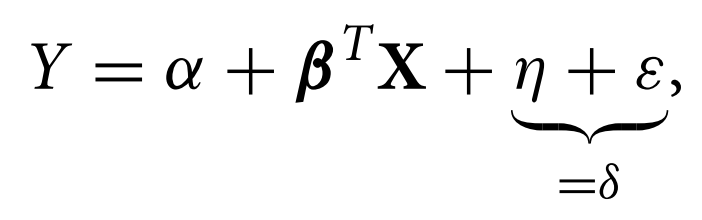 Y = α + β^T X + η + ε,
=δ